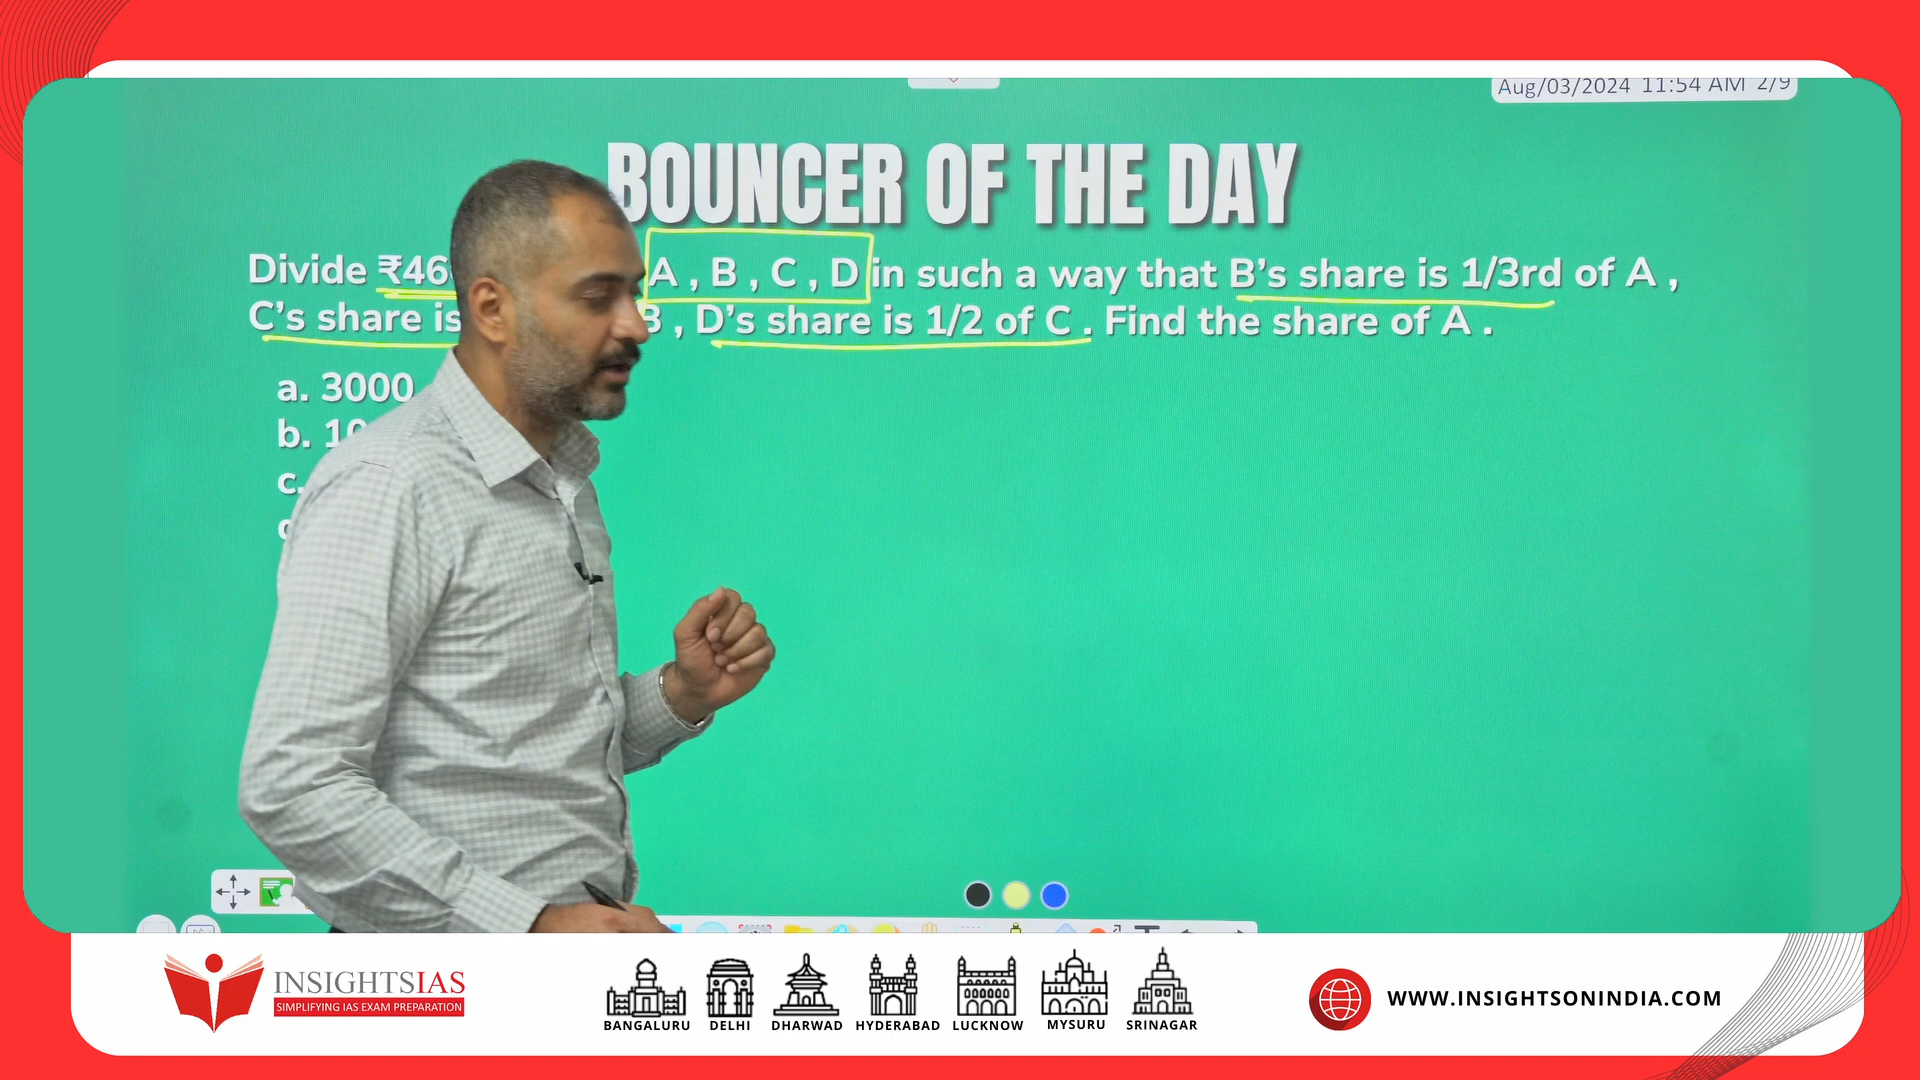 Aug/03/2024 11:54 AM 2/9
BOUNCER OF THE DAY
Divide ₹46 A , B , C , D in such a way that B's share is 1/3rd of A ,
C's share is B , D's share is 1/2 of C . Find the share of A .
a. 3000
b. 10
c.
INSIGHTSIAS
SIMPLIFYING IAS EXAM PREPARATION
BANGALURU DELHI DHARWAD HYDERABAD LUCKNOW MYSURU SRINAGAR
WWW.INSIGHTSONINDIA.COM